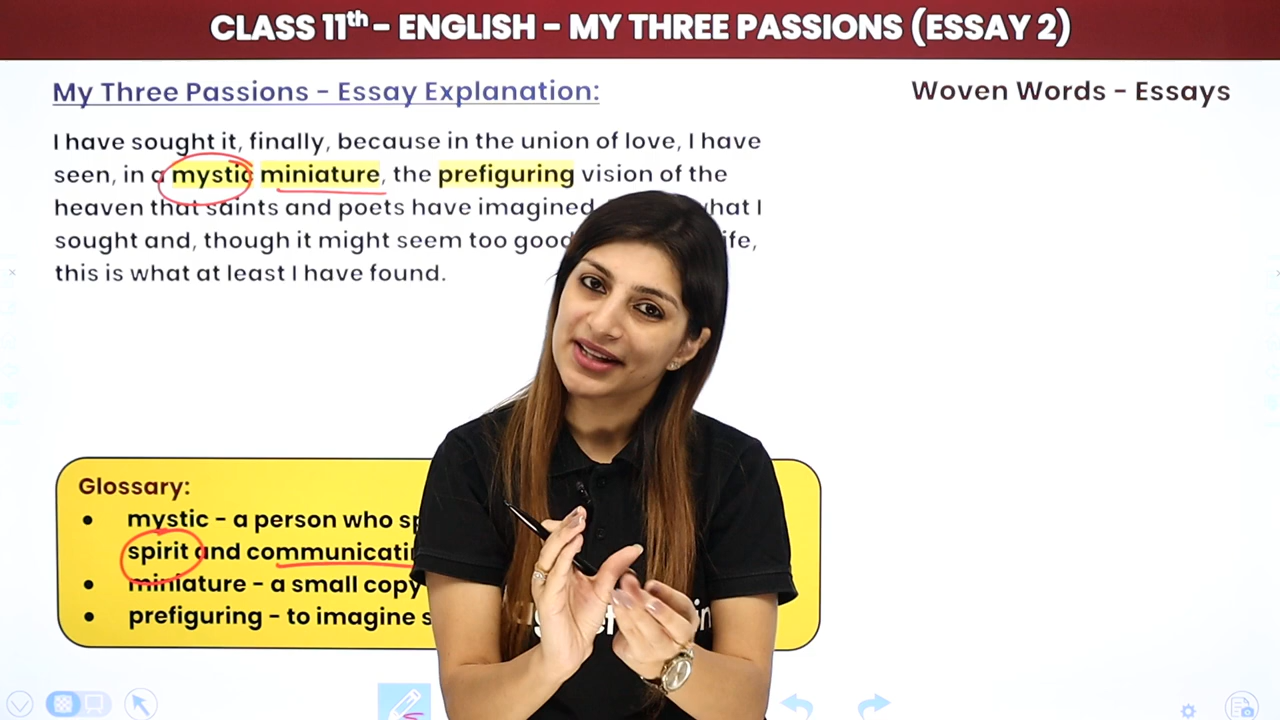 CLASS 11th - ENGLISH - MY THREE PASSIONS (ESSAY 2)
My Three Passions - Essay Explanation:
Woven Words - Essays
I have sought it, finally, because in the union of love, I have
seen, in a mystic miniature, the prefiguring vision of the
heaven that saints and poets have imagined. hat I
sought and, though it might seem too good ife,
this is what at least I have found.
Glossary:
• mystic - a person who sp
spirit and communicati
• miniature - a small copy
• prefiguring - to imagine s